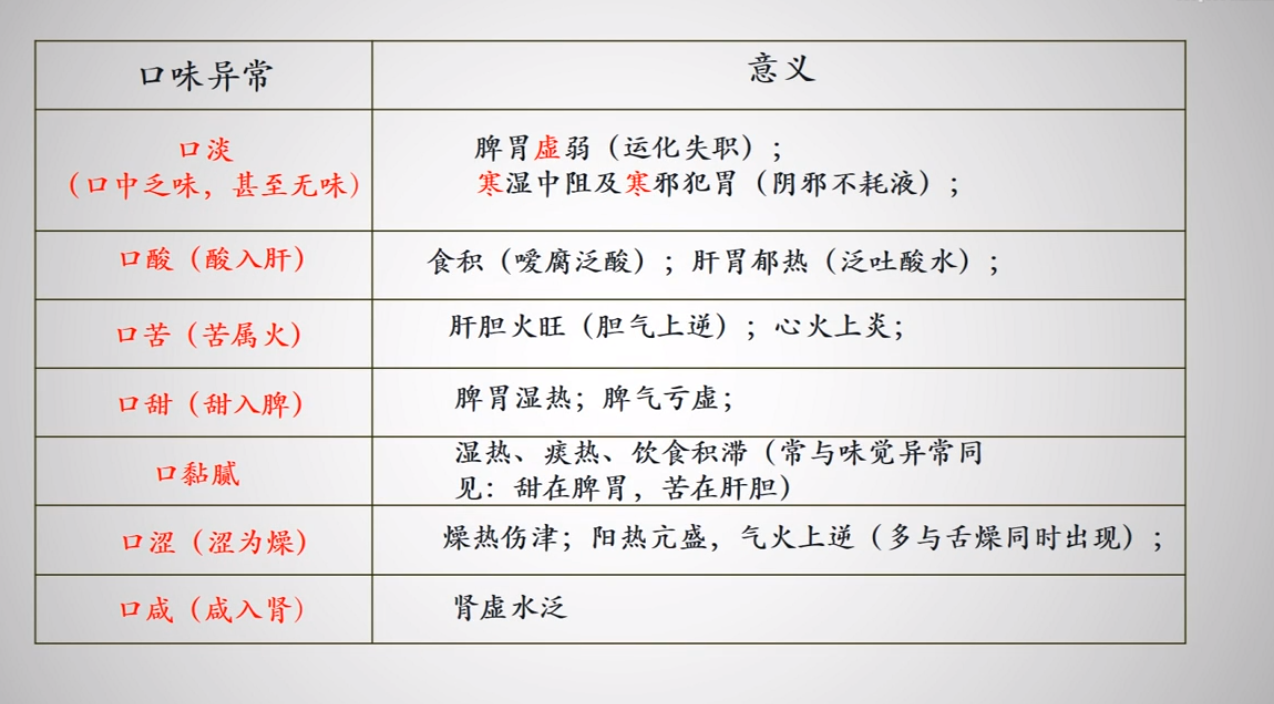 口味异常
意义
口淡
（口中乏味，甚至无味）
脾胃虚弱（运化失职）；
寒湿中阻及寒邪犯胃（阴邪不耗液）；
口酸（酸入肝）
食积（嗳腐泛酸）；肝胃郁热（泛吐酸水）；
口苦（苦属火）
肝胆火旺（胆气上逆）；心火上炎；
口甜（甜入脾）
脾胃湿热；脾气亏虚；
口黏腻
湿热、痰热、饮食积滞（常与味觉异常同
见：甜在脾胃，苦在肝胆）
口涩（涩为燥）
燥热伤津；阳热亢盛，气火上逆（多与舌燥同时出现）；
口咸（咸入肾）
肾虚水泛